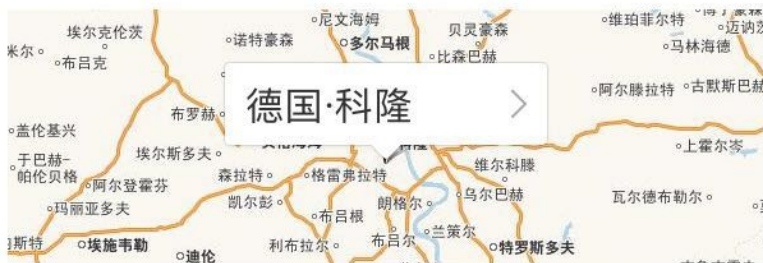 尼文海姆
维珀菲尔特
埃尔克伦茨
诺特豪森
多尔马根
贝灵豪森
迈讷茨
米尔
布吕克
比森巴赫
马林海德
德国·科隆
阿尔滕拉特
古默斯巴赫
布罗赫
盖伦基兴
埃尔斯多夫
上霍尔岑
于巴赫-
帕伦贝格
阿尔登霍芬
森拉特
格雷弗拉特
维尔科滕
玛丽亚多夫
凯尔彭
布吕根
朗格尔
乌尔巴赫
瓦尔德布勒尔
埃施韦勒
迪伦
利布拉尔
布吕尔
兰策尔
特罗斯多夫